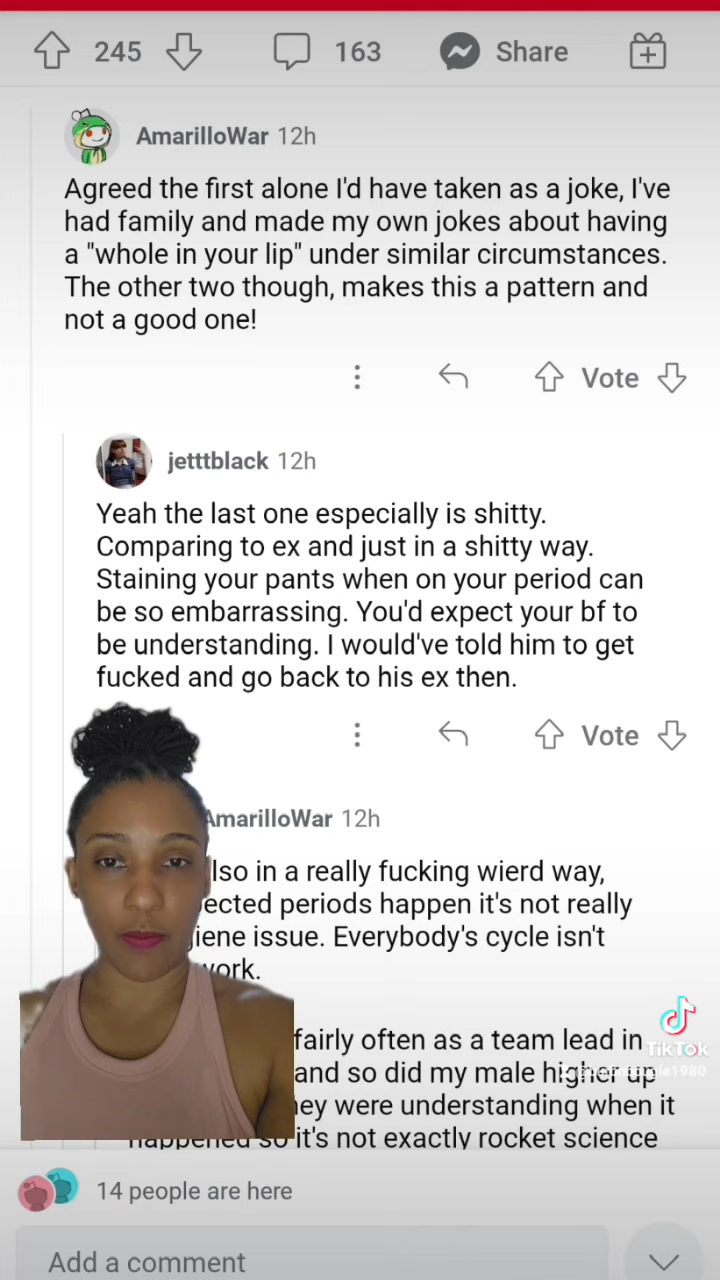 245
163
Share
AmarilloWar 12h
Agreed the first alone I'd have taken as a joke, I've
had family and made my own jokes about having
a "whole in your lip" under similar circumstances.
The other two though, makes this a pattern and
not a good one!
Vote
jetttblack 12h
Yeah the last one especially is shitty.
Comparing to ex and just in a shitty way.
Staining your pants when on your period can
be so embarrassing. You'd expect your bf to
be understanding. I would've told him to get
fucked and go back to his ex then.
Vote
AmarilloWar 12h
lso in a really fucking wierd way,
ected periods happen it's not really
iene issue. Everybody's cycle isn't
work.
fairly often as a team lead in
and so did my male higher up
ey were understanding when it
happened so it's not exactly rocket science
TikTok
14 people are here
Add a comment